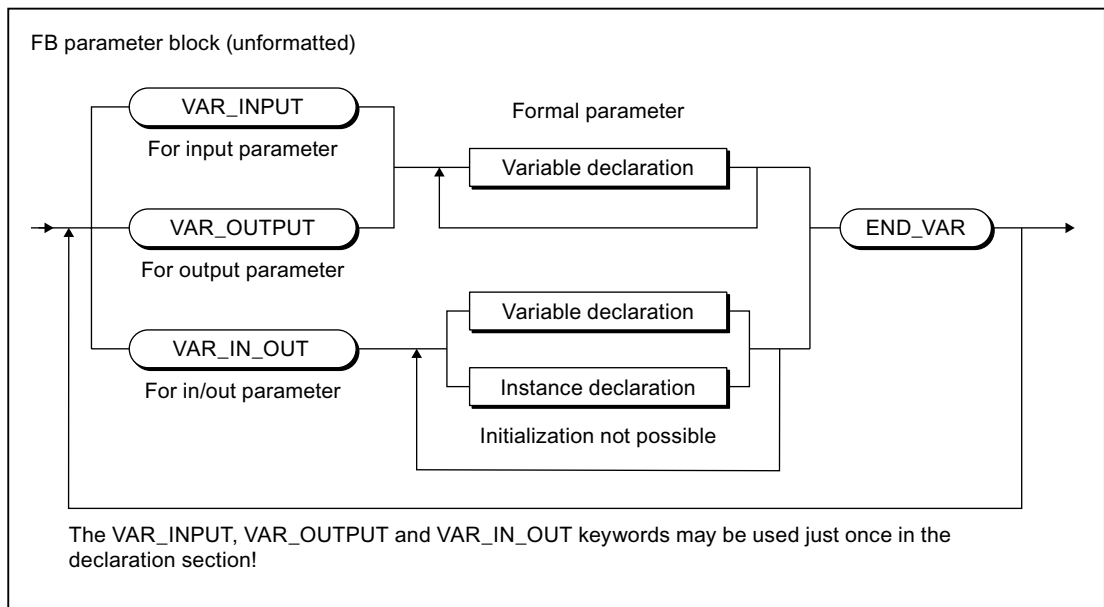 FB parameter block (unformatted)
VAR_INPUT
For input parameter
Formal parameter
Variable declaration
VAR_OUTPUT
For output parameter
END_VAR
Variable declaration
VAR_IN_OUT
For in/out parameter
Instance declaration
Initialization not possible
The VAR_INPUT, VAR_OUTPUT and VAR_IN_OUT keywords may be used just once in the
declaration section!